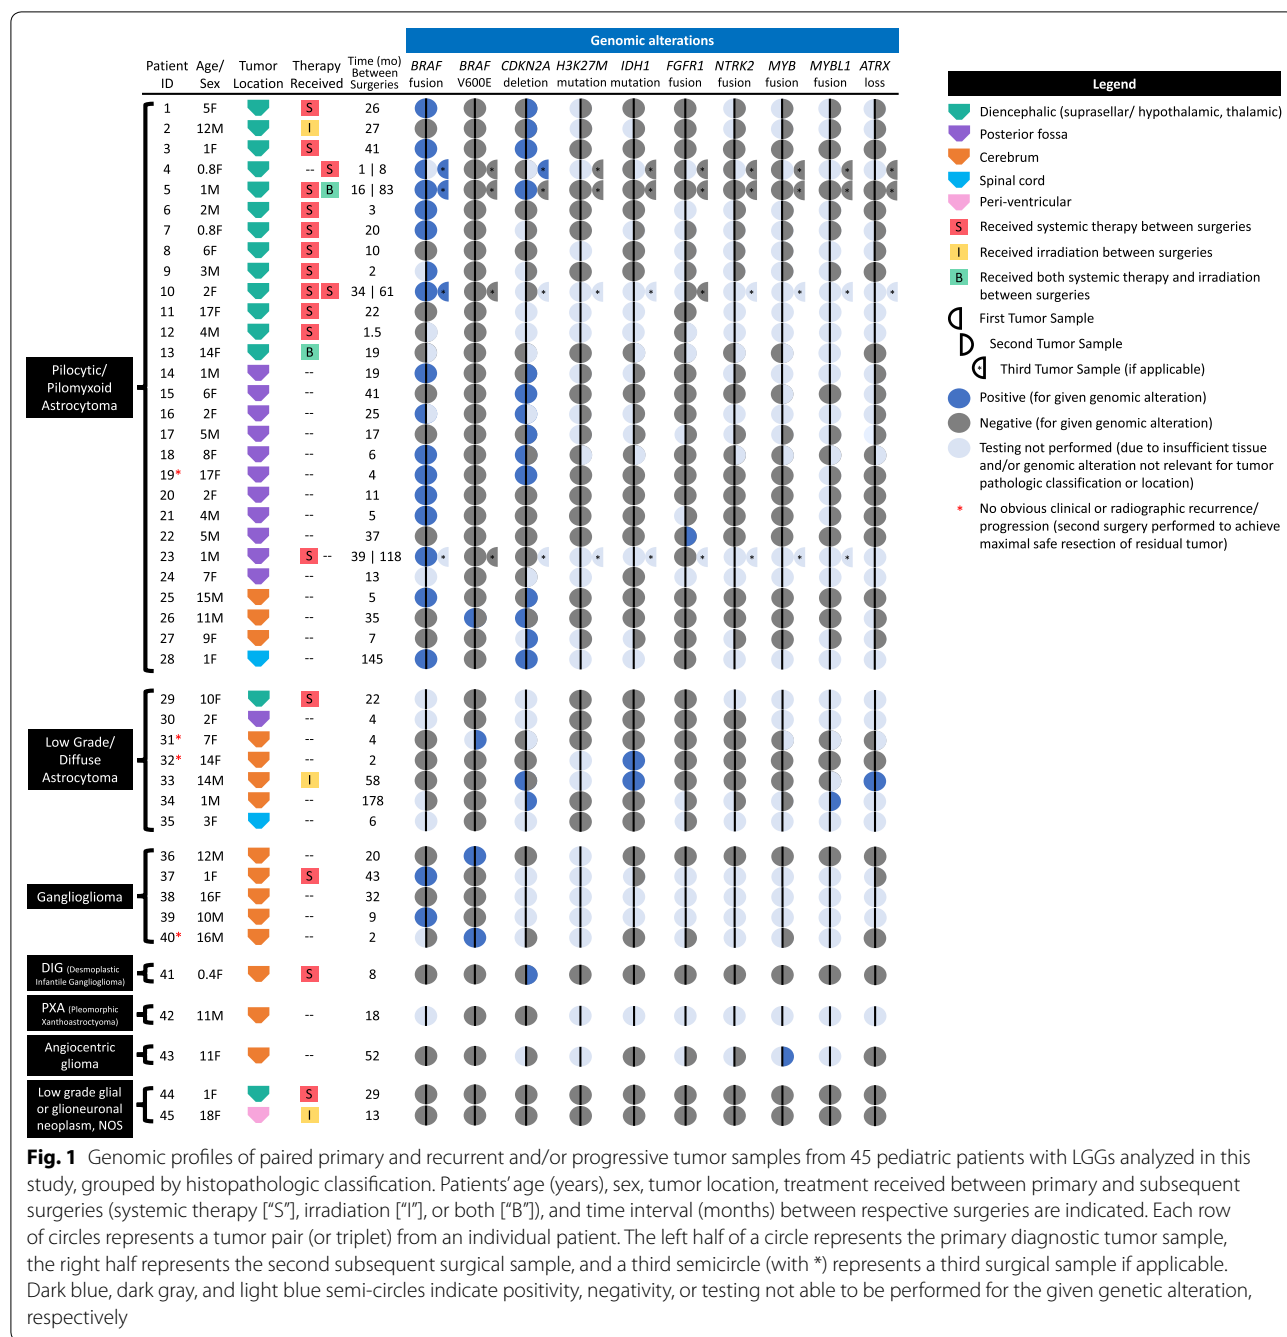 Genomic alterations
Patient ID Age/ Sex Tumor Location Therapy Received Time (mo) Between Surgeries BRAF fusion BRAF V600E CDKN2A deletion H3K27M mutation IDH1 mutation FGFR1 fusion NTRK2 fusion MYB fusion MYBL1 fusion ATRX loss
Pilocytic/
Pilomyxoid
Astrocytoma
1 5F S 26
2 12M I 27
3 1F S 41
4 0.8F -- S 1 | 8 * * * * * * * * * *
5 1M S B 16 | 83 * * * * * * * * * *
6 2M S 3
7 0.8F S 20
8 6F S 10
9 3M S 2
10 2F S S 34 | 61 * * * * * * * * * *
11 17F S 22
12 4M S 1.5
13 14F B 19
14 1M -- 19
15 6F -- 41
16 2F -- 25
17 5M -- 17
18 8F -- 6
19* 17F -- 4
20 2F -- 11
21 4M -- 5
22 5M -- 37
23 1M S -- 39 | 118 * * * * * * * * *
24 7F -- 13
25 15M -- 5
26 11M -- 35
27 9F -- 7
28 1F -- 145
Low Grade/
Diffuse
Astrocytoma
29 10F S 22
30 2F -- 4
31* 7F -- 4
32* 14F -- 2
33 14M I 58
34 1M -- 178
35 3F -- 6
Ganglioglioma
36 12M -- 20
37 1F S 43
38 16F -- 32
39 10M -- 9
40* 16M -- 2
DIG (Desmoplastic
Infantile Ganglioglioma)
41 0.4F S 8
PXA (Pleomorphic
Xanthoastroctyoma)
42 11M -- 18
Angiocentric
glioma
43 11F -- 52
Low grade glial
or glioneuronal
neoplasm, NOS
44 1F S 29
45 18F I 13
Legend
Diencephalic (suprasellar/ hypothalamic, thalamic)
Posterior fossa
Cerebrum
Spinal cord
Peri-ventricular
S Received systemic therapy between surgeries
I Received irradiation between surgeries
B Received both systemic therapy and irradiation
between surgeries
First Tumor Sample
Second Tumor Sample
* Third Tumor Sample (if applicable)
Positive (for given genomic alteration)
Negative (for given genomic alteration)
Testing not performed (due to insufficient tissue
and/or genomic alteration not relevant for tumor
pathologic classification or location)
* No obvious clinical or radiographic recurrence/
progression (second surgery performed to achieve
maximal safe resection of residual tumor)
Fig. 1 Genomic profiles of paired primary and recurrent and/or progressive tumor samples from 45 pediatric patients with LGGs analyzed in this
study, grouped by histopathologic classification. Patients' age (years), sex, tumor location, treatment received between primary and subsequent
surgeries (systemic therapy ["S"], irradiation ["I"], or both ["B"]), and time interval (months) between respective surgeries are indicated. Each row
of circles represents a tumor pair (or triplet) from an individual patient. The left half of a circle represents the primary diagnostic tumor sample,
the right half represents the second subsequent surgical sample, and a third semicircle (with *) represents a third surgical sample if applicable.
Dark blue, dark gray, and light blue semi-circles indicate positivity, negativity, or testing not able to be performed for the given genetic alteration,
respectively